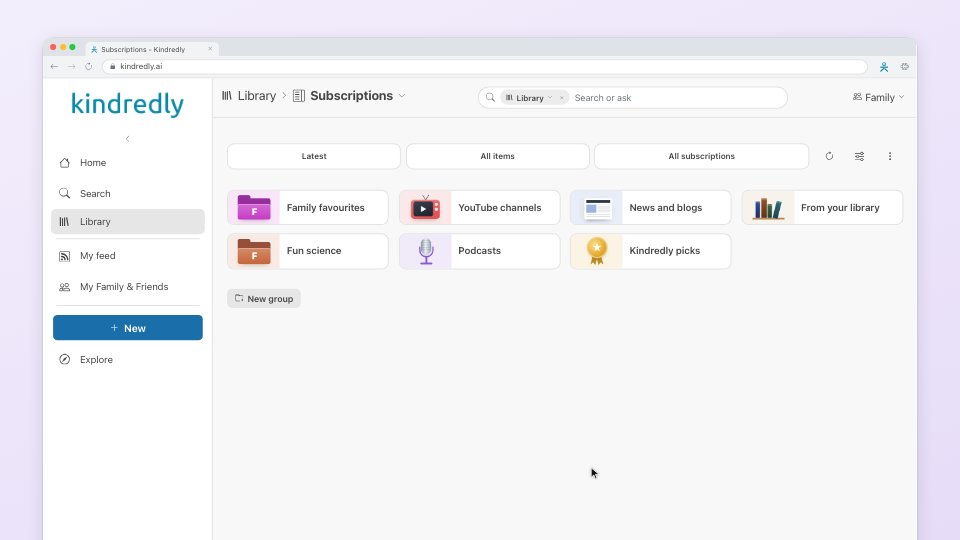 Subscriptions - Kindredly
kindredly.ai
kindredly
Library
Subscriptions
Library
Search or ask
Family
Home
Search
Library
My feed
My Family & Friends
New
Explore
Latest
All items
All subscriptions
F
Family favourites
YouTube channels
News and blogs
From your library
F
Fun science
Podcasts
Kindredly picks
New group